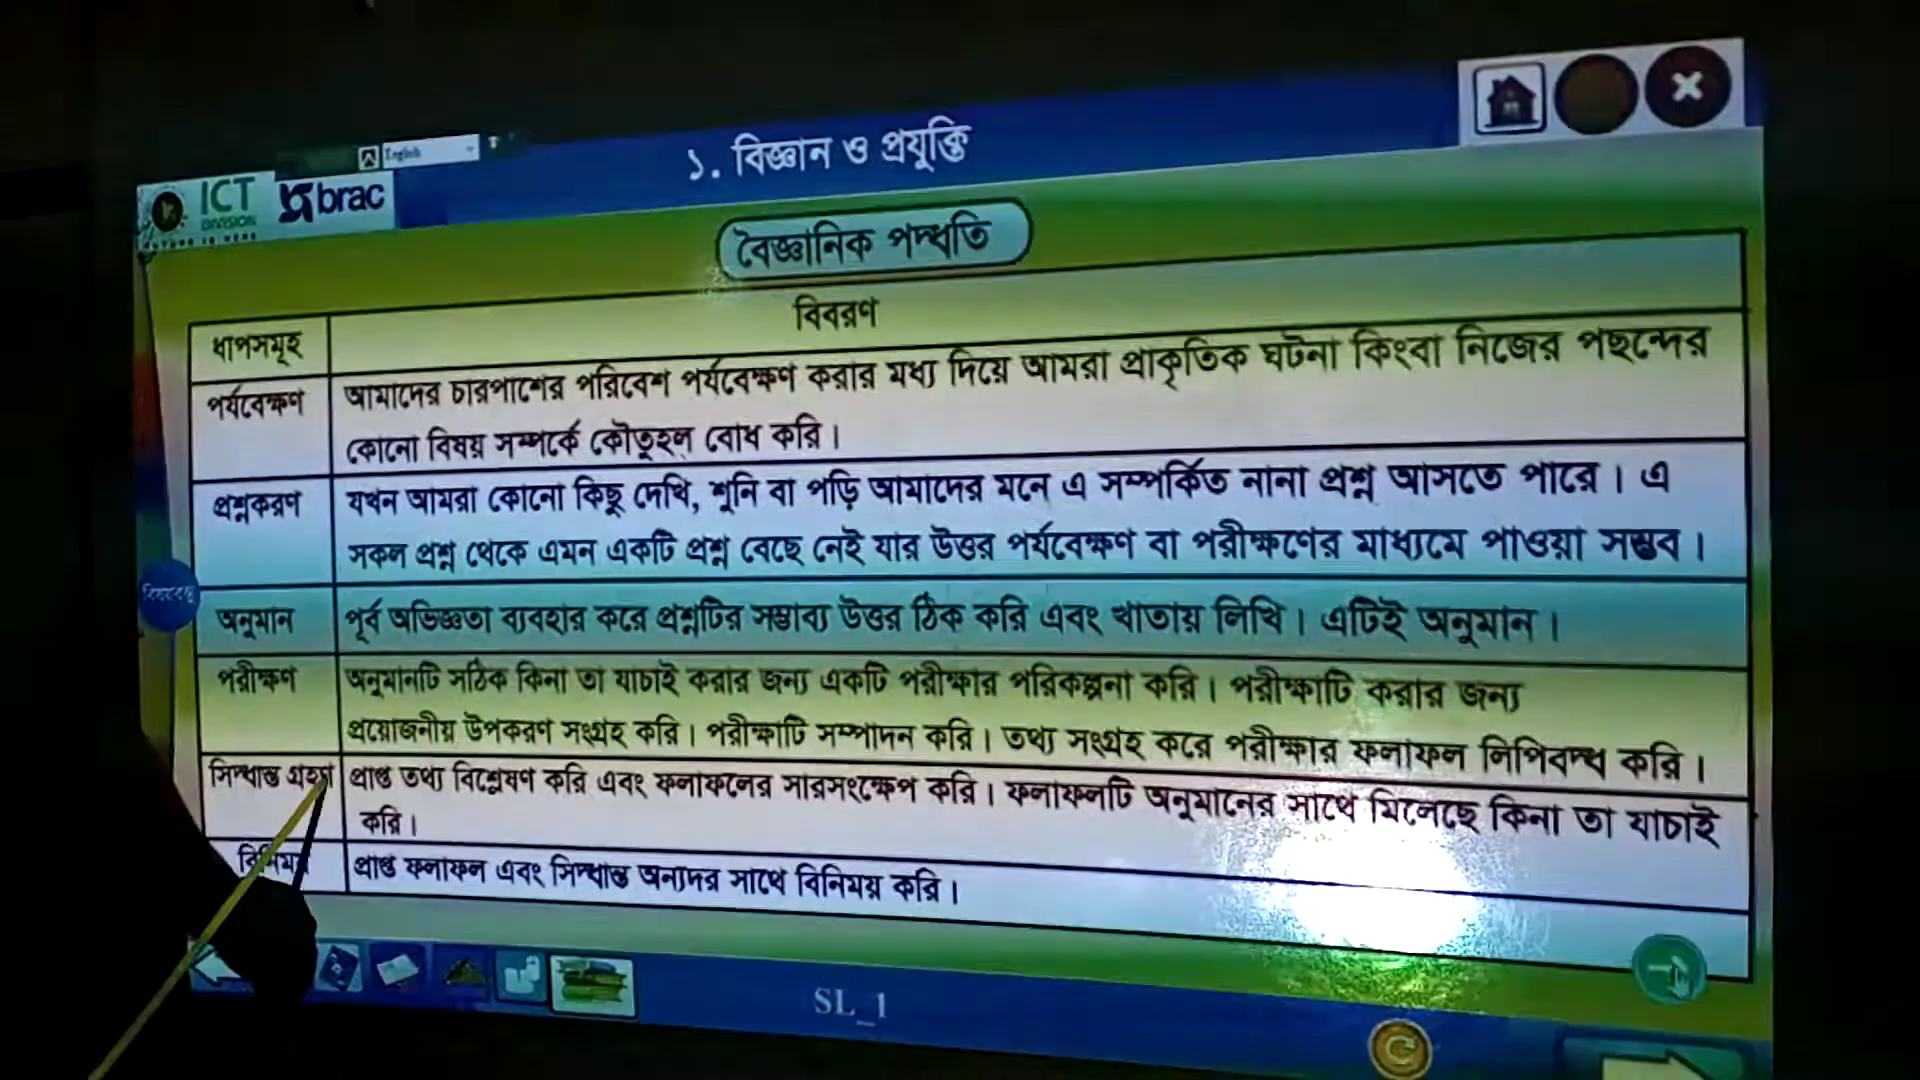 English
১. বিজ্ঞান ও প্রযুক্তি
ICT
DIVISION
brac
বৈজ্ঞানিক পদ্ধতি
ধাপসমূহ
বিবরণ
পর্যবেক্ষণ
আমাদের চারপাশের পরিবেশ পর্যবেক্ষণ করার মধ্য দিয়ে আমরা প্রাকৃতিক ঘটনা কিংবা নিজের পছন্দের
কোনো বিষয় সম্পর্কে কৌতুহল বোধ করি।
প্রশ্নকরণ
যখন আমরা কোনো কিছু দেখি, শুনি বা পড়ি আমাদের মনে এ সম্পর্কিত নানা প্রশ্ন আসতে পারে। এ
সকল প্রশ্ন থেকে এমন একটি প্রশ্ন বেছে নেই যার উত্তর পর্যবেক্ষণ বা পরীক্ষণের মাধ্যমে পাওয়া সম্ভব।
বিষয়বস্তু
অনুমান
পূর্ব অভিজ্ঞতা ব্যবহার করে প্রশ্নটির সম্ভাব্য উত্তর ঠিক করি এবং খাতায় লিখি। এটিই অনুমান।
পরীক্ষণ
অনুমানটি সঠিক কিনা তা যাচাই করার জন্য একটি পরীক্ষার পরিকল্পনা করি। পরীক্ষাটি করার জন্য
প্রয়োজনীয় উপকরণ সংগ্রহ করি। পরীক্ষাটি সম্পাদন করি। তথ্য সংগ্রহ করে পরীক্ষার ফলাফল লিপিবদ্ধ করি।
সিদ্ধান্ত গ্রহণ
প্রাপ্ত তথ্য বিশ্লেষণ করি এবং ফলাফলের সারসংক্ষেপ করি। ফলাফলটি অনুমানের সাথে মিলেছে কিনা তা যাচাই
করি।
বিনিময়
প্রাপ্ত ফলাফল এবং সিদ্ধান্ত অন্যদর সাথে বিনিময় করি।
SL_1